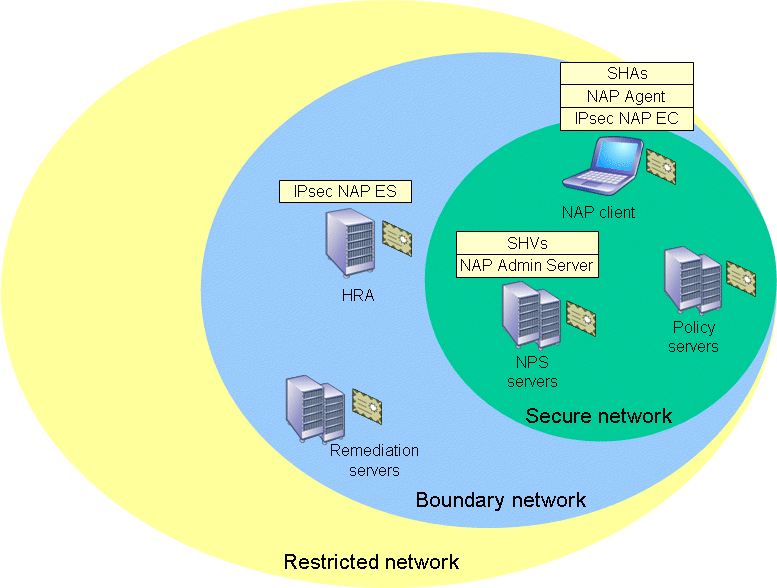 SHAs
NAP Agent
IPsec NAP EC
NAP client
IPsec NAP ES
HRA
SHVs
NAP Admin Server
NPS
servers
Policy
servers
Secure network
Remediation
servers
Boundary network
Restricted network